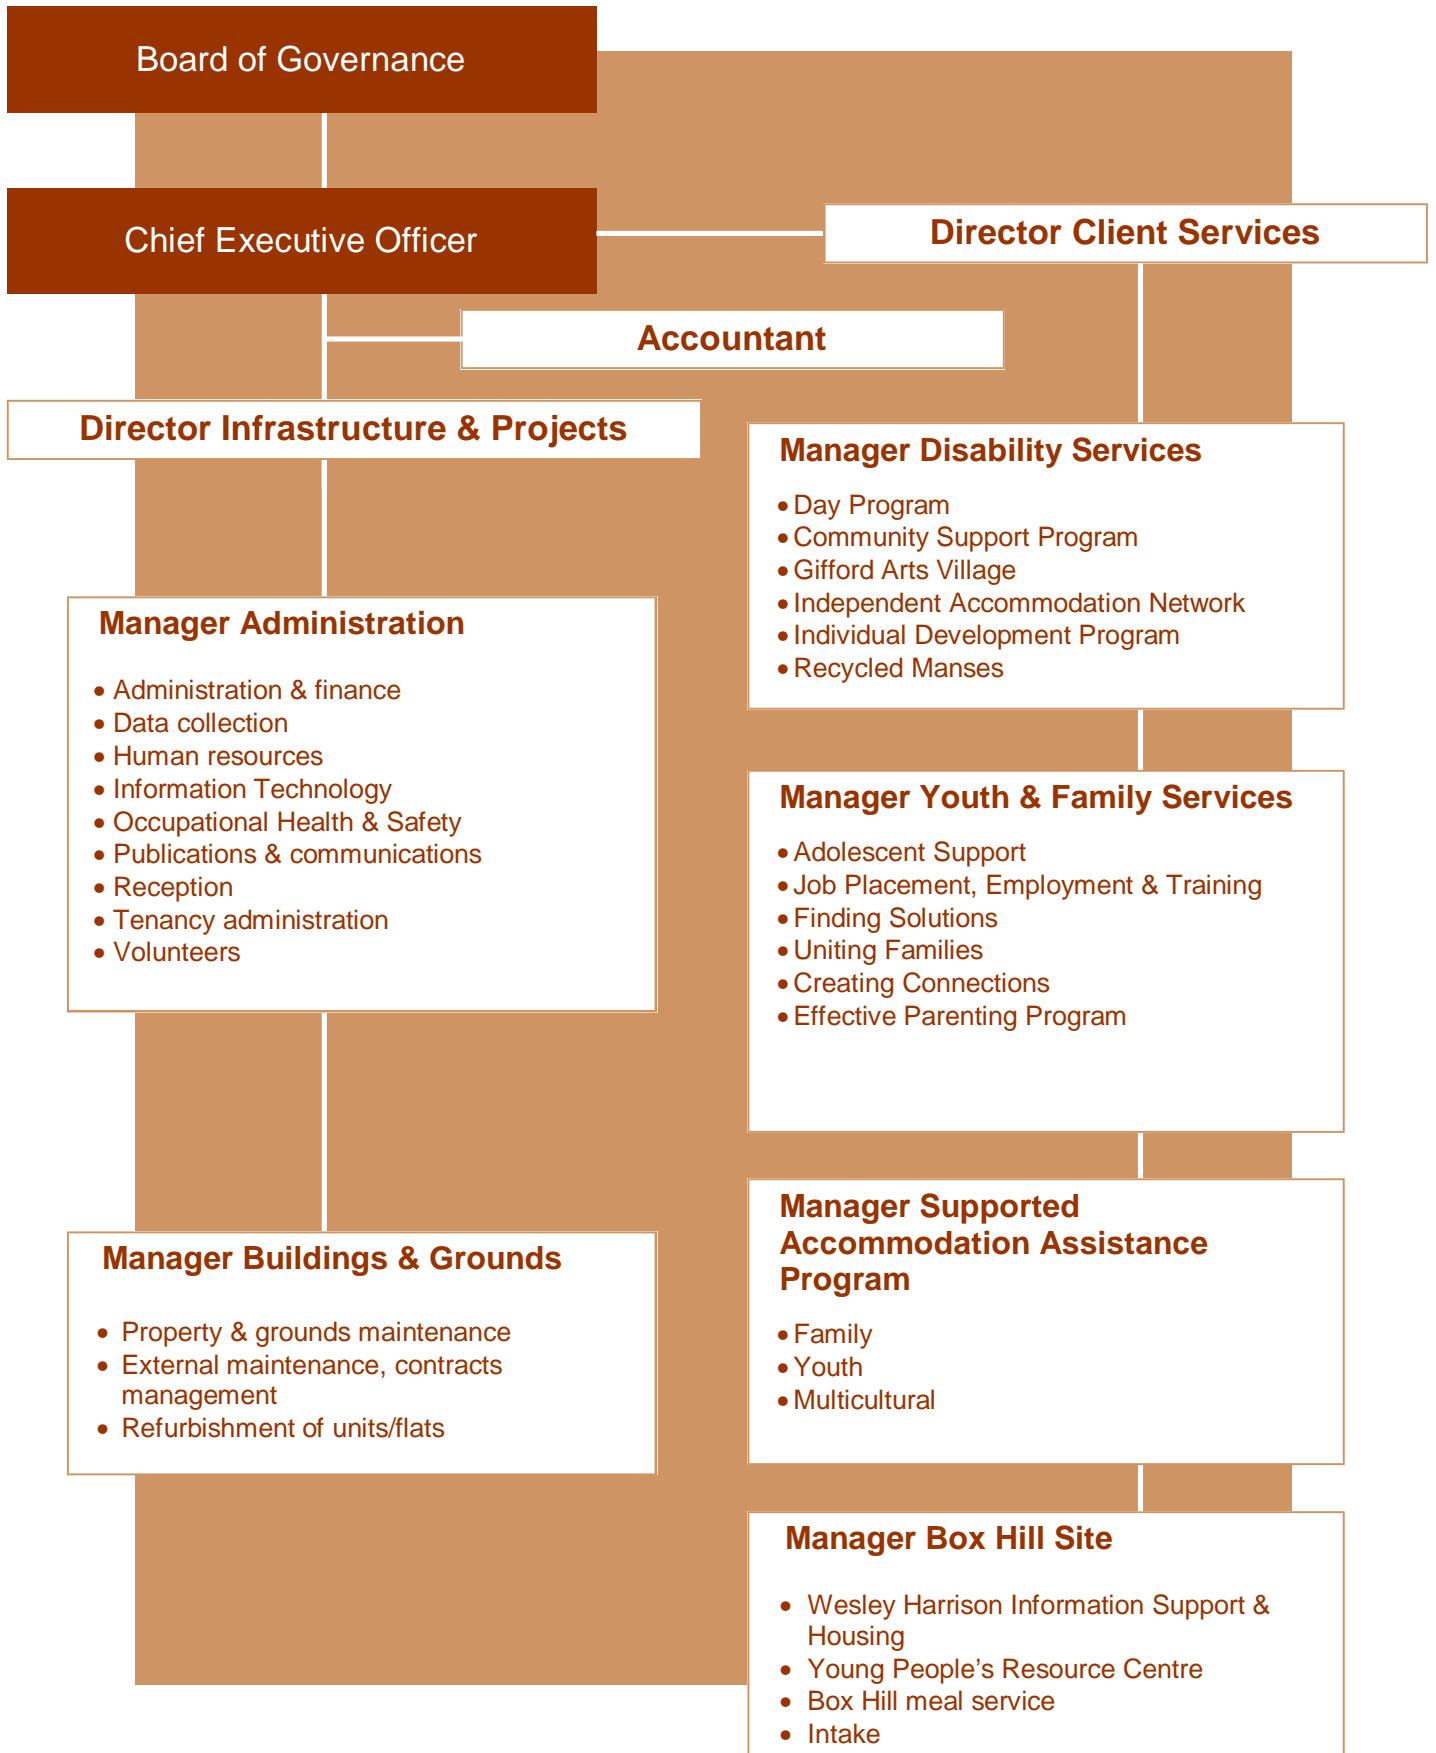 Board of Governance
Chief Executive Officer
Director Client Services
Accountant
Director Infrastructure & Projects
Manager Administration
• Administration & finance
• Data collection
• Human resources
• Information Technology
• Occupational Health & Safety
• Publications & communications
• Reception
• Tenancy administration
• Volunteers
Manager Buildings & Grounds
• Property & grounds maintenance
• External maintenance, contracts
management
• Refurbishment of units/flats
Manager Disability Services
• Day Program
• Community Support Program
• Gifford Arts Village
• Independent Accommodation Network
• Individual Development Program
• Recycled Manses
Manager Youth & Family Services
• Adolescent Support
• Job Placement, Employment & Training
• Finding Solutions
• Uniting Families
• Creating Connections
• Effective Parenting Program
Manager Supported
Accommodation Assistance
Program
• Family
• Youth
• Multicultural
Manager Box Hill Site
• Wesley Harrison Information Support &
Housing
• Young People’s Resource Centre
• Box Hill meal service
• Intake